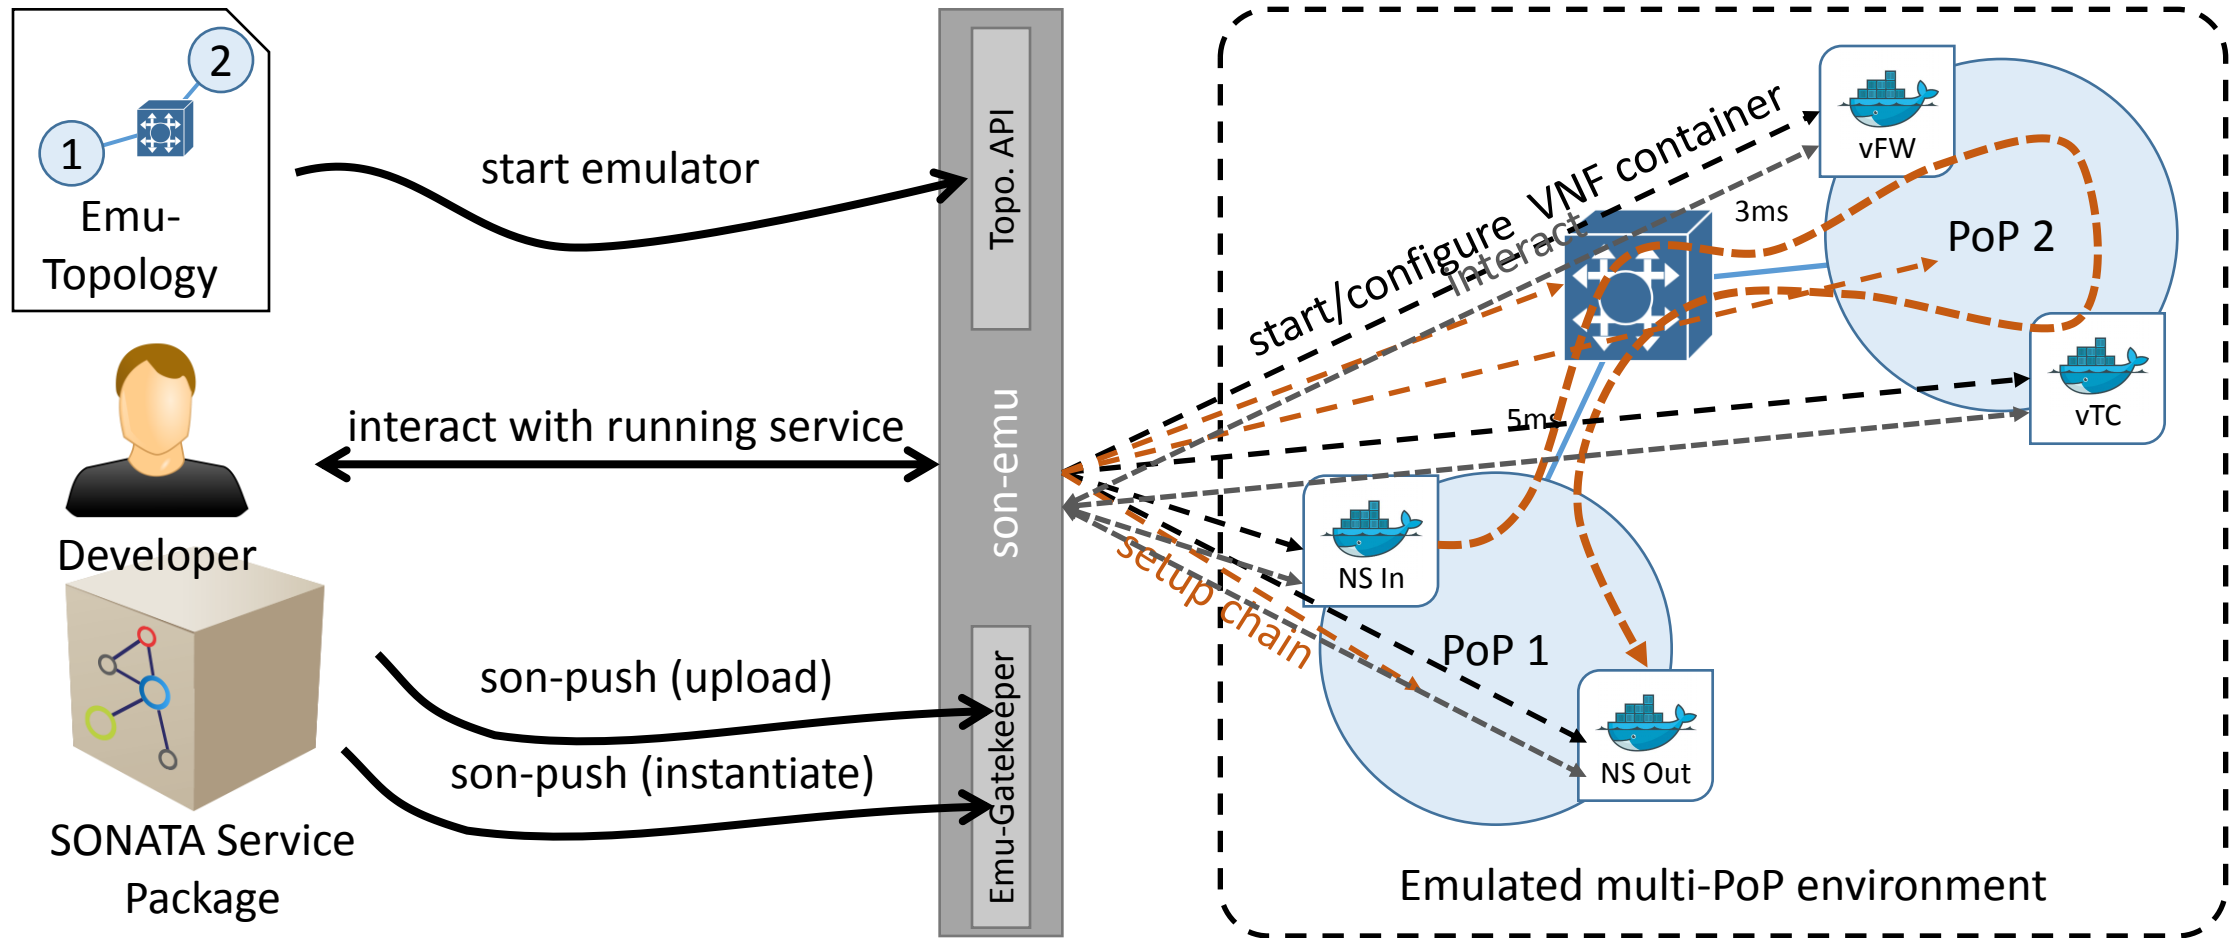 2
1
Emu-
Topology
start emulator
Topo. API
Developer
interact with running service
son-emu
SONATA Service
Package
son-push (upload)
son-push (instantiate)
Emu-Gatekeeper
start/configure VNF container
interact
setup chain
vFW
3ms
PoP 2
vTC
5ms
NS In
PoP 1
NS Out
Emulated multi-PoP environment